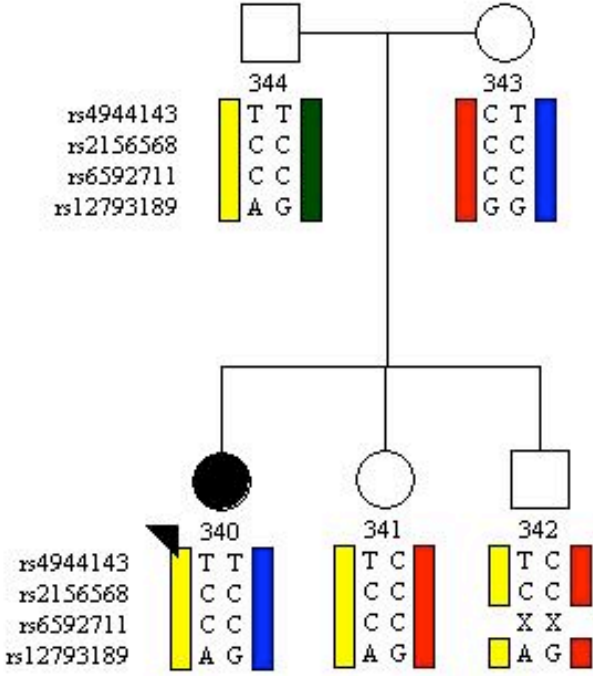 344 343
rs4944143 T T C T
rs2156568 C C C C
rs6592711 C C C C
rs12793189 A G G G
340 341 342
rs4944143 T T T C T C
rs2156568 C C C C C C
rs6592711 C C C C X X
rs12793189 A G A G A G